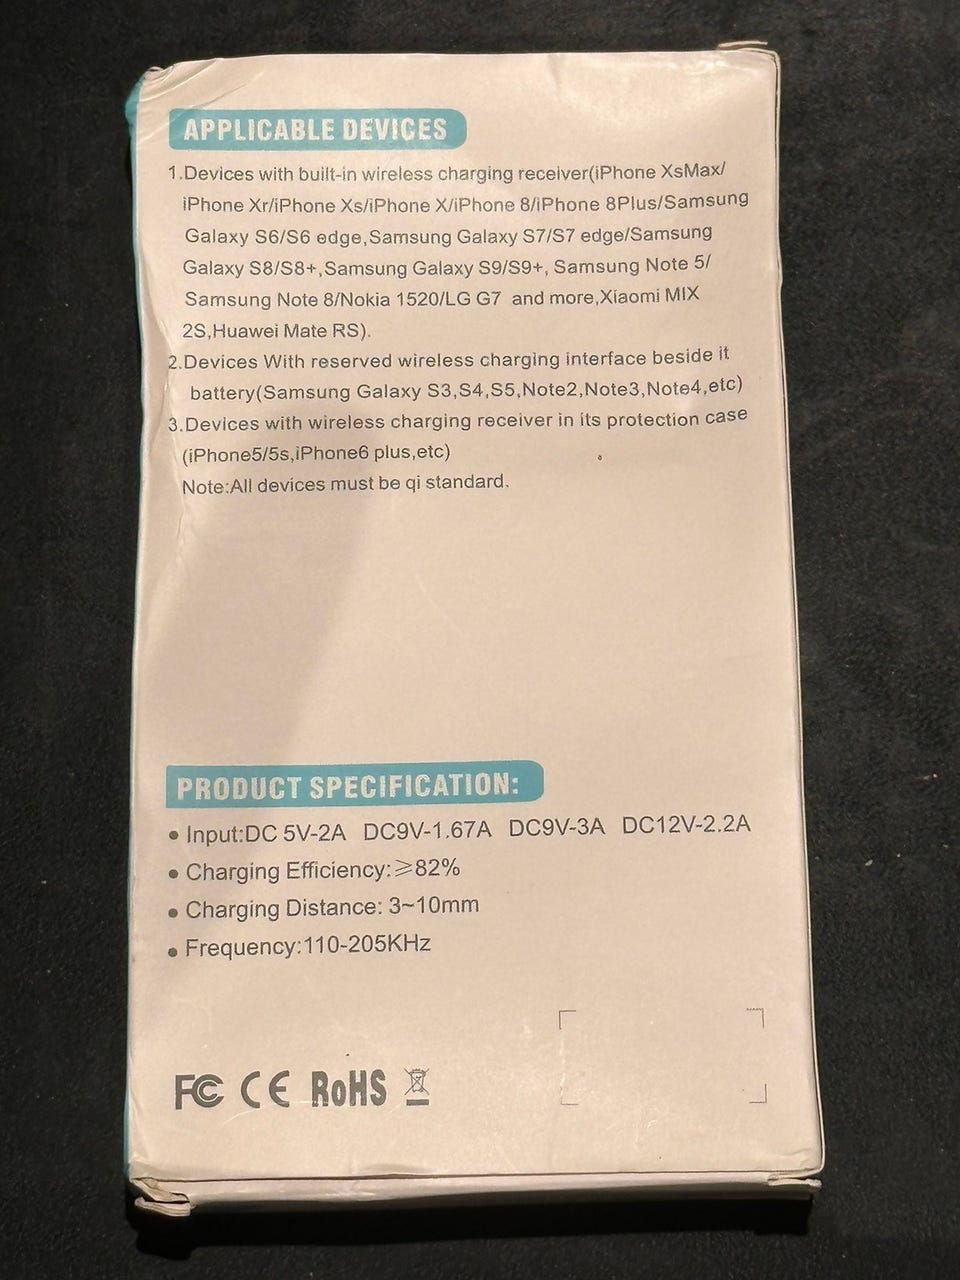 APPLICABLE DEVICES
1.Devices with built-in wireless charging receiver(iPhone XsMax/
iPhone Xr/iPhone Xs/iPhone X/iPhone 8/iPhone 8Plus/Samsung
Galaxy S6/S6 edge,Samsung Galaxy S7/S7 edge/Samsung
Galaxy S8/S8+,Samsung Galaxy S9/S9+, Samsung Note 5/
Samsung Note 8/Nokia 1520/LG G7 and more,Xiaomi MIX
2S,Huawei Mate RS).
2.Devices With reserved wireless charging interface beside it
battery(Samsung Galaxy S3,S4,S5,Note2,Note3,Note4,etc)
3.Devices with wireless charging receiver in its protection case
(iPhone5/5s,iPhone6 plus,etc)
Note:All devices must be qi standard.
PRODUCT SPECIFICATION:
• Input:DC 5V-2A DC9V-1.67A DC9V-3A DC12V-2.2A
• Charging Efficiency:≥82%
• Charging Distance: 3~10mm
• Frequency:110-205KHz
FC CE RoHS